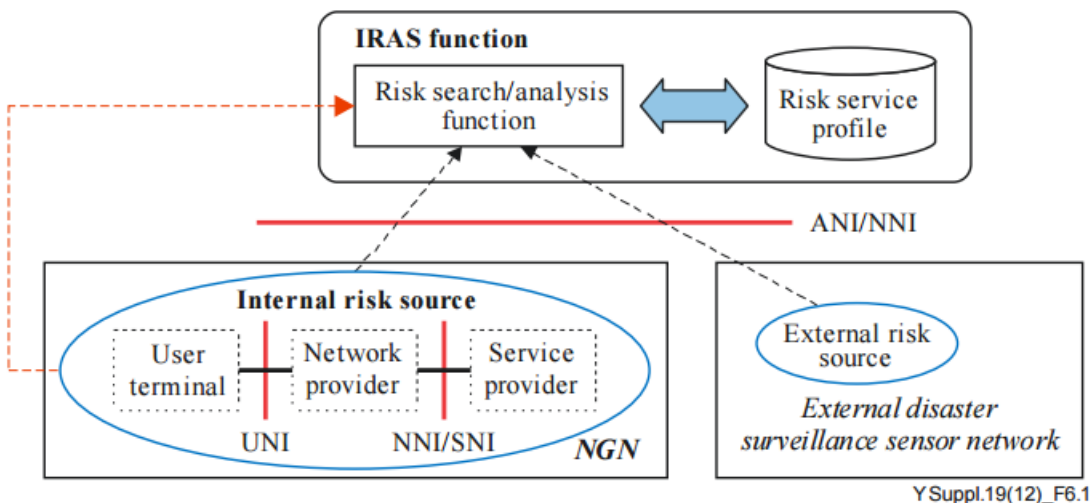 IRAS function
Risk search/analysis
function
Risk service
profile
ANI/NNI
Internal risk source
User
terminal
Network
provider
Service
provider
UNI
NNI/SNI
NGN
External risk
source
External disaster
surveillance sensor network
Y Suppl.19(12)_F6.1